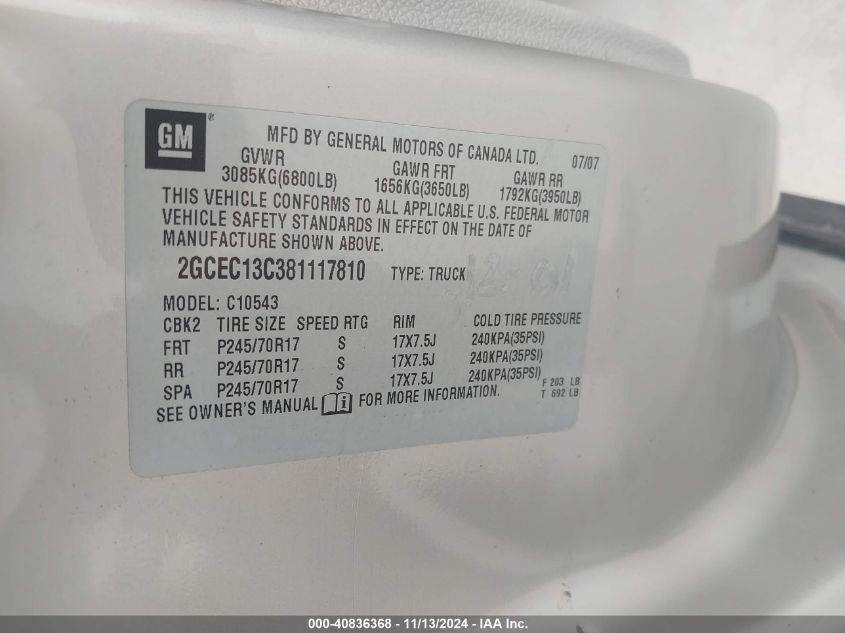 GM ®
MFD BY GENERAL MOTORS OF CANADA LTD. 07/07
GVWR GAWR FRT GAWR RR
3085KG(6800LB) 1656KG(3650LB) 1792KG(3950LB)
THIS VEHICLE CONFORMS TO ALL APPLICABLE U.S. FEDERAL MOTOR
VEHICLE SAFETY STANDARDS IN EFFECT ON THE DATE OF
MANUFACTURE SHOWN ABOVE.
2GCEC13C381117810 TYPE: TRUCK
MODEL: C10543
CBK2 TIRE SIZE SPEED RTG RIM COLD TIRE PRESSURE
FRT P245/70R17 S 17X7.5J 240KPA(35PSI)
RR P245/70R17 S 17X7.5J 240KPA(35PSI)
SPA P245/70R17 S 17X7.5J 240KPA(35PSI)
F 203 LB
SEE OWNER'S MANUAL i FOR MORE INFORMATION. T 692 LB
000-40836368 - 11/13/2024 - IAA Inc.